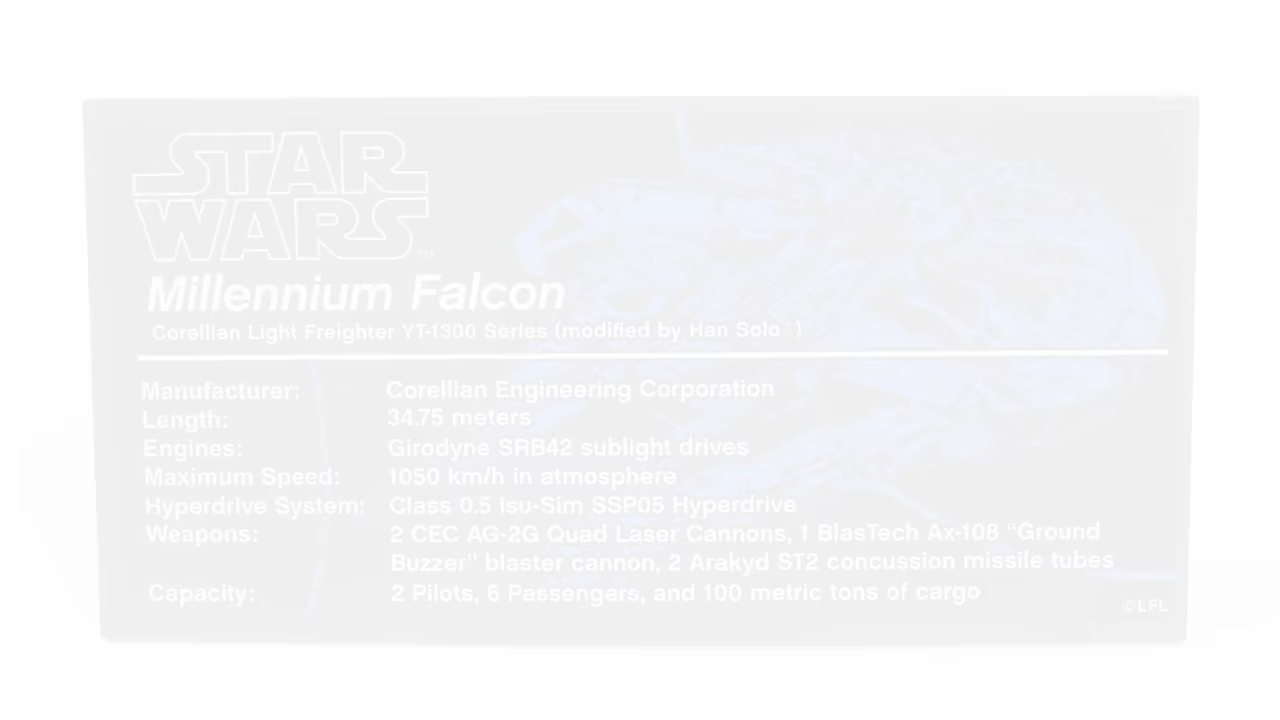 STAR
WARS™
Millennium Falcon
Corellian Light Freighter YT-1300 Series (modified by Han Solo )
Manufacturer: Corellian Engineering Corporation
Length: 34.75 meters
Engines: Girodyne SRB42 sublight drives
Maximum Speed: 1050 km/h in atmosphere
Hyperdrive System: Class 0.5 Isu-Sim SSP05 Hyperdrive
Weapons: 2 CEC AG-2G Quad Laser Cannons, 1 BlasTech Ax-108 “Ground
Buzzer” blaster cannon, 2 Arakyd ST2 concussion missile tubes
Capacity: 2 Pilots, 6 Passengers, and 100 metric tons of cargo
©LFL